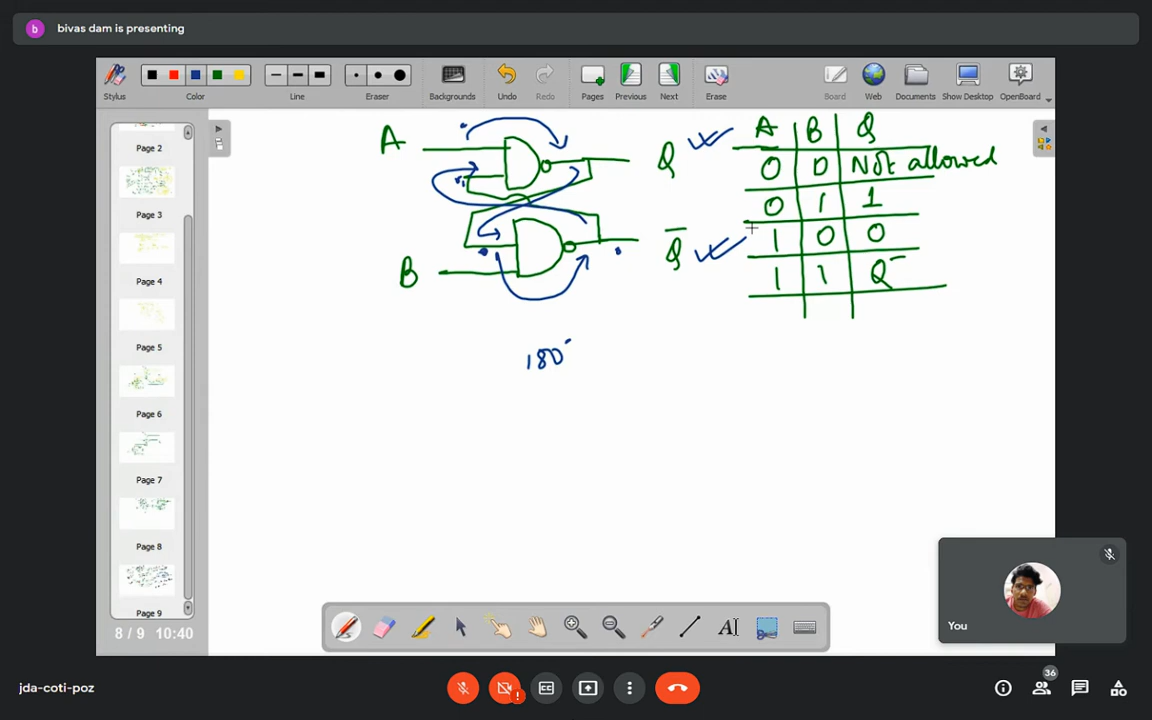 b bivas dam is presenting
Stylus Color Line Eraser Backgrounds Undo Redo Pages Previous Next Erase Board Web Documents Show Desktop OpenBoard
Page 2
Page 3
Page 4
Page 5
Page 6
Page 7
Page 8
Page 9
8 / 9 10:40
A Q
B Q̅
180°
A B Q
0 0 Not allowed
0 1 1
1 0 0
1 1 Q⁻
A
You
jda-coti-poz
!
36